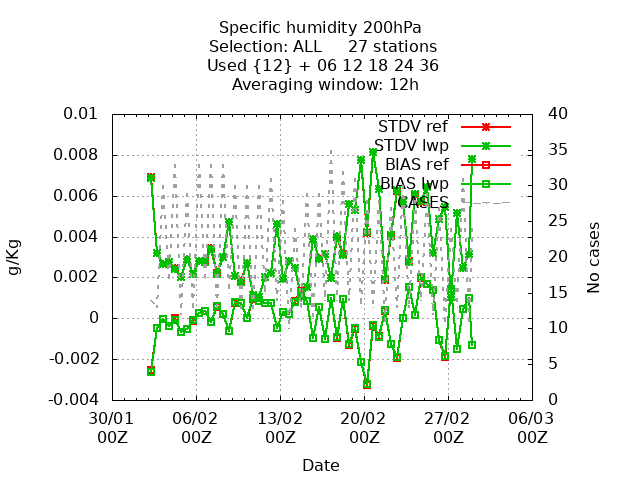 Specific humidity 200hPa
Selection: ALL 27 stations
Used {12} + 06 12 18 24 36
Averaging window: 12h
STDV ref
STDV lwp
BIAS ref
BIAS lwp
CASES
0.01
0.008
0.006
0.004
0.002
0
-0.002
-0.004
g/Kg
40
35
30
25
20
15
10
5
0
No cases
30/01 06/02 13/02 20/02 27/02 06/03
00Z 00Z 00Z 00Z 00Z 00Z
Date